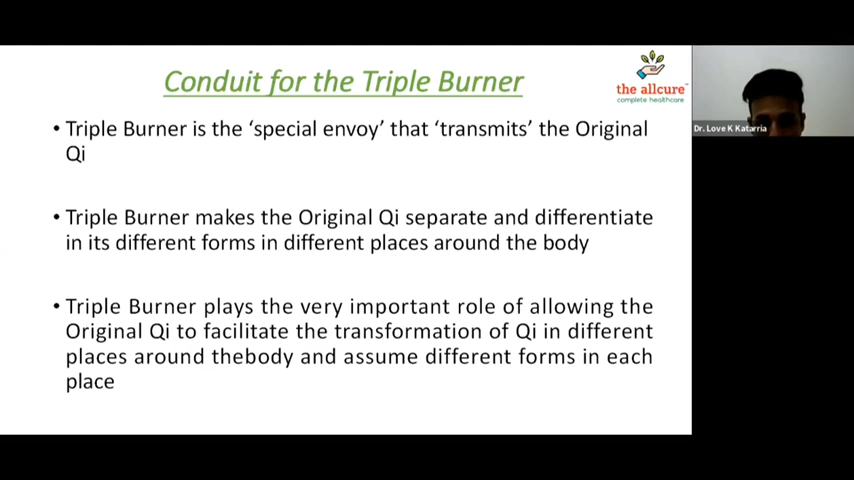 Conduit for the Triple Burner
the allcure™
complete healthcare
Dr. Love K Katarria
• Triple Burner is the ‘special envoy’ that ‘transmits’ the Original
Qi
• Triple Burner makes the Original Qi separate and differentiate
in its different forms in different places around the body
• Triple Burner plays the very important role of allowing the
Original Qi to facilitate the transformation of Qi in different
places around thebody and assume different forms in each
place